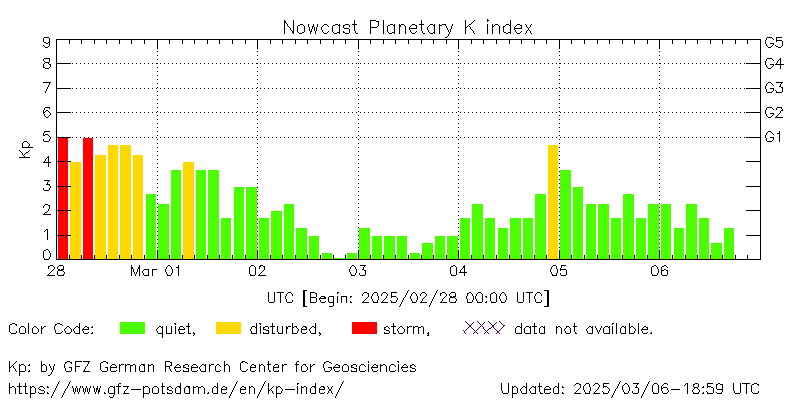 Nowcast Planetary K index
9 G5
8 G4
7 G3
6 G2
5 G1
4
3
2
1
0
Kp
28 Mar 01 02 03 04 05 06
UTC [Begin: 2025/02/28 00:00 UTC]
Color Code: quiet, disturbed, storm, data not available.
Kp: by GFZ German Research Center for Geosciencies
https://www.gfz-potsdam.de/en/kp-index/ Updated: 2025/03/06-18:59 UTC